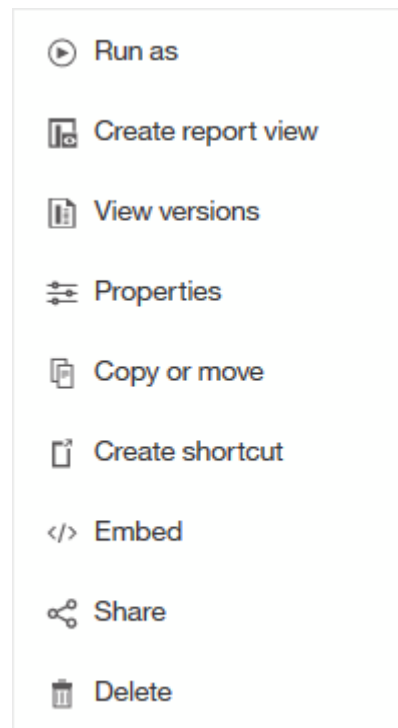 Run as
Create report view
View versions
Properties
Copy or move
Create shortcut
Embed
Share
Delete